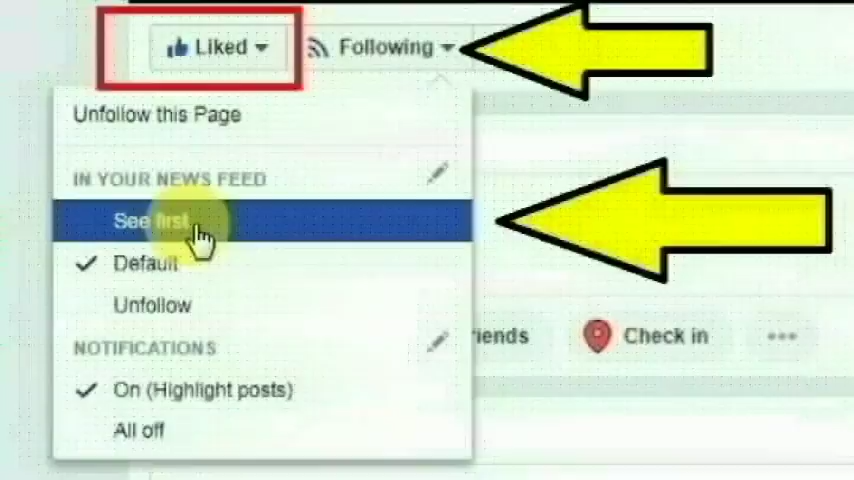 Liked Following
Unfollow this Page
IN YOUR NEWS FEED
See first
Default
Unfollow
NOTIFICATIONS
On (Highlight posts)
All off
riends Check in